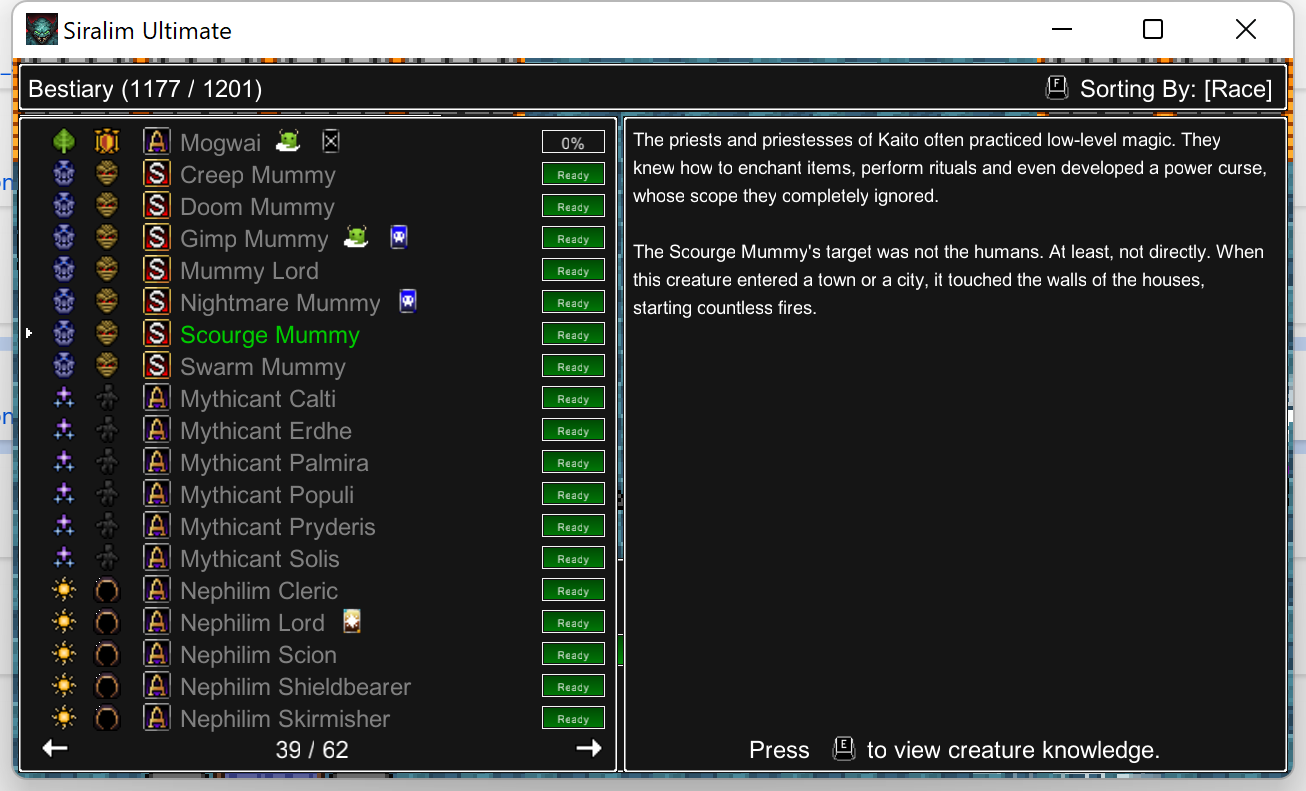 Siralim Ultimate
Bestiary (1177 / 1201)
F Sorting By: [Race]
A Mogwai 0%
S Creep Mummy Ready
S Doom Mummy Ready
S Gimp Mummy Ready
S Mummy Lord Ready
S Nightmare Mummy Ready
S Scourge Mummy Ready
S Swarm Mummy Ready
A Mythicant Calti Ready
A Mythicant Erdhe Ready
A Mythicant Palmira Ready
A Mythicant Populi Ready
A Mythicant Pryderis Ready
A Mythicant Solis Ready
A Nephilim Cleric Ready
A Nephilim Lord Ready
A Nephilim Scion Ready
A Nephilim Shieldbearer Ready
A Nephilim Skirmisher Ready
39 / 62
The priests and priestesses of Kaito often practiced low-level magic. They
knew how to enchant items, perform rituals and even developed a power curse,
whose scope they completely ignored.
The Scourge Mummy's target was not the humans. At least, not directly. When
this creature entered a town or a city, it touched the walls of the houses,
starting countless fires.
Press E to view creature knowledge.